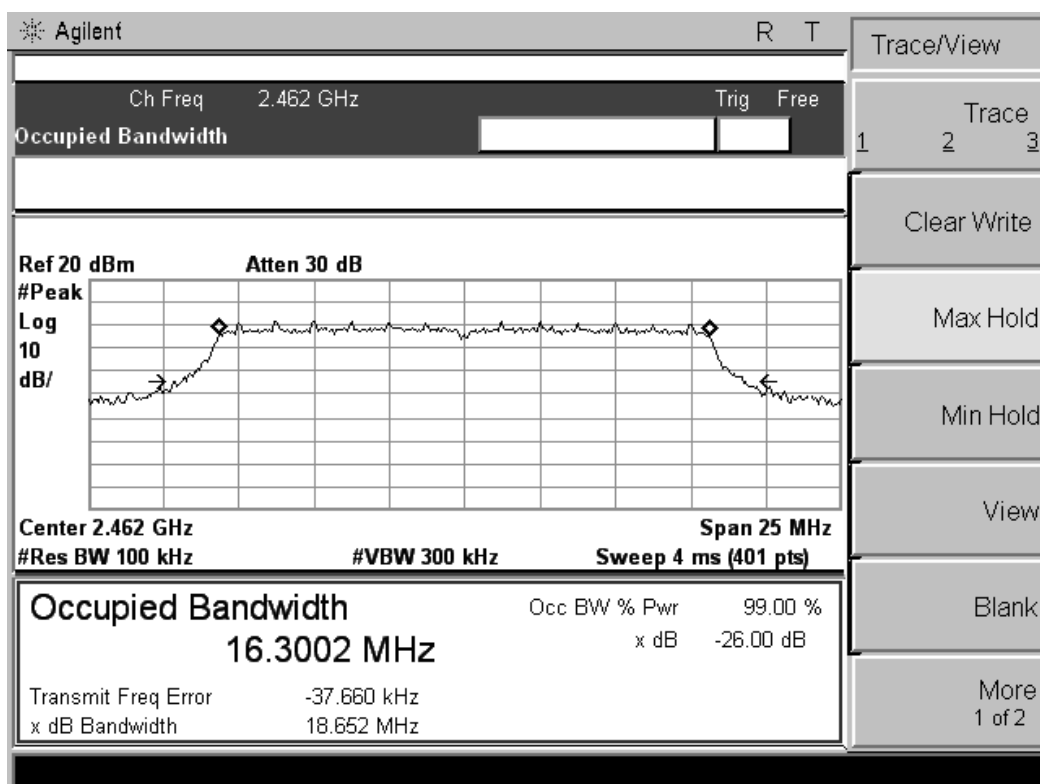 Agilent R T
Ch Freq 2.462 GHz Trig Free
Occupied Bandwidth
Ref 20 dBm Atten 30 dB
#Peak
Log
10
dB/
Center 2.462 GHz Span 25 MHz
#Res BW 100 kHz #VBW 300 kHz Sweep 4 ms (401 pts)
Occupied Bandwidth Occ BW % Pwr 99.00 %
16.3002 MHz x dB -26.00 dB
Transmit Freq Error -37.660 kHz
x dB Bandwidth 18.652 MHz
Trace/View
Trace
1 2 3
Clear Write
Max Hold
Min Hold
View
Blank
More
1 of 2